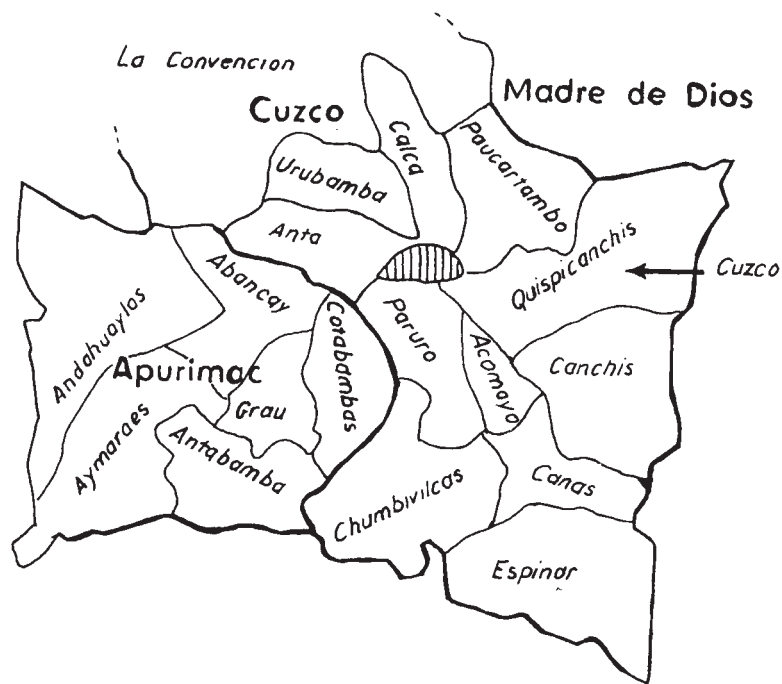 La Convencion
Cuzco
Madre de Dios
Calca
Paucartambo
Urubamba
Anta
Quispicanchis
Cuzco
Abancay
Andahuaylas
Cotabambas
Paruro
Acomayo
Canchis
Apurimac
Grau
Aymaraes
Antabamba
Chumbivilcas
Canas
Espinar